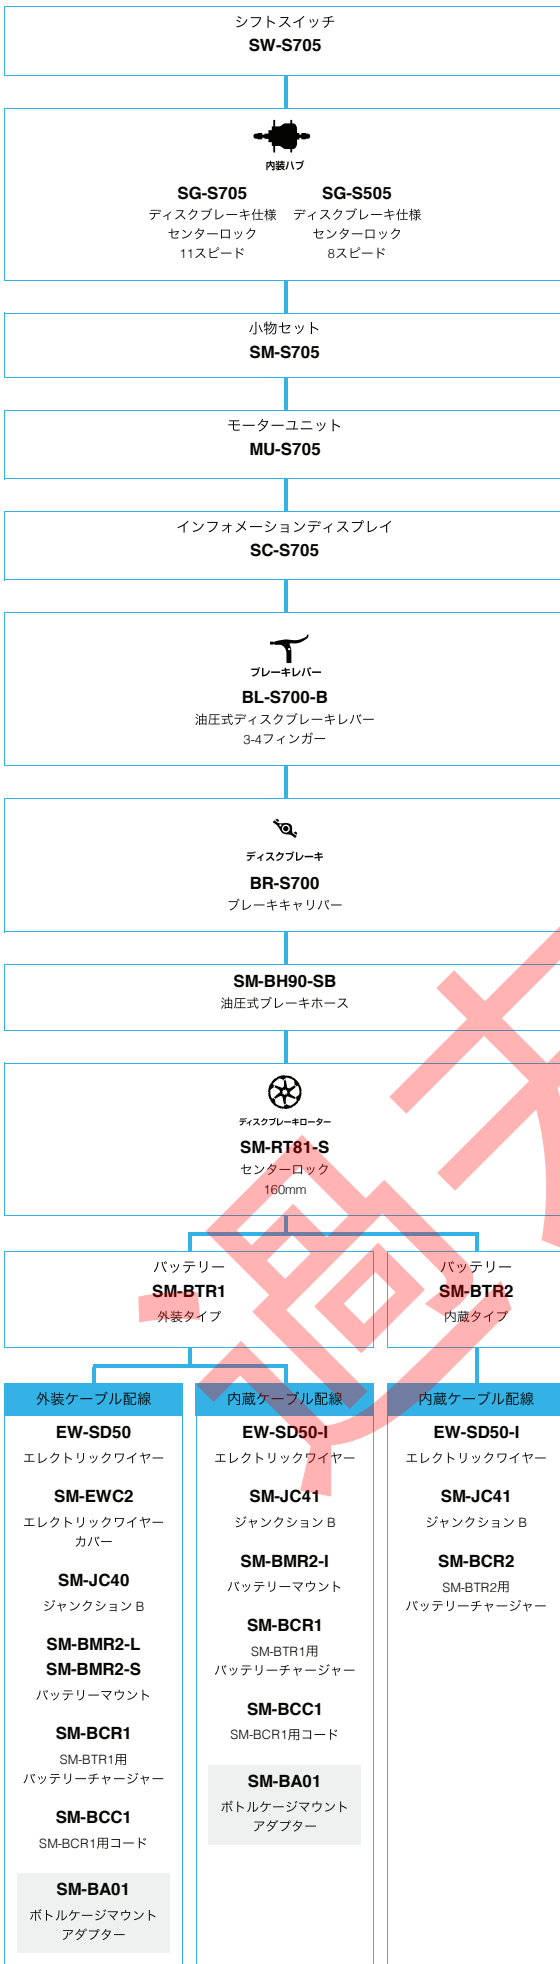 シフトスイッチ
SW-S705
内装ハブ
SG-S705
ディスクブレーキ仕様
センターロック
11スピード
SG-S505
ディスクブレーキ仕様
センターロック
8スピード
小物セット
SM-S705
モーターユニット
MU-S705
インフォメーションディスプレイ
SC-S705
ブレーキレバー
BL-S700-B
油圧式ディスクブレーキレバー
3-4フィンガー
ディスクブレーキ
BR-S700
ブレーキキャリパー
SM-BH90-SB
油圧式ブレーキホース
ディスクブレーキローター
SM-RT81-S
センターロック
160mm
バッテリー
SM-BTR1
外装タイプ
バッテリー
SM-BTR2
内蔵タイプ
外装ケーブル配線
EW-SD50
エレクトリックワイヤー
SM-EWC2
エレクトリックワイヤー
カバー
SM-JC40
ジャンクション B
SM-BMR2-L
SM-BMR2-S
バッテリーマウント
SM-BCR1
SM-BTR1用
バッテリーチャージャー
SM-BCC1
SM-BCR1用コード
SM-BA01
ボトルケージマウント
アダプター
内蔵ケーブル配線
EW-SD50-I
エレクトリックワイヤー
SM-JC41
ジャンクション B
SM-BMR2-I
バッテリーマウント
SM-BCR1
SM-BTR1用
バッテリーチャージャー
SM-BCC1
SM-BCR1用コード
SM-BA01
ボトルケージマウント
アダプター
内蔵ケーブル配線
EW-SD50-I
エレクトリックワイヤー
SM-JC41
ジャンクション B
SM-BCR2
SM-BTR2用
バッテリーチャージャー
過